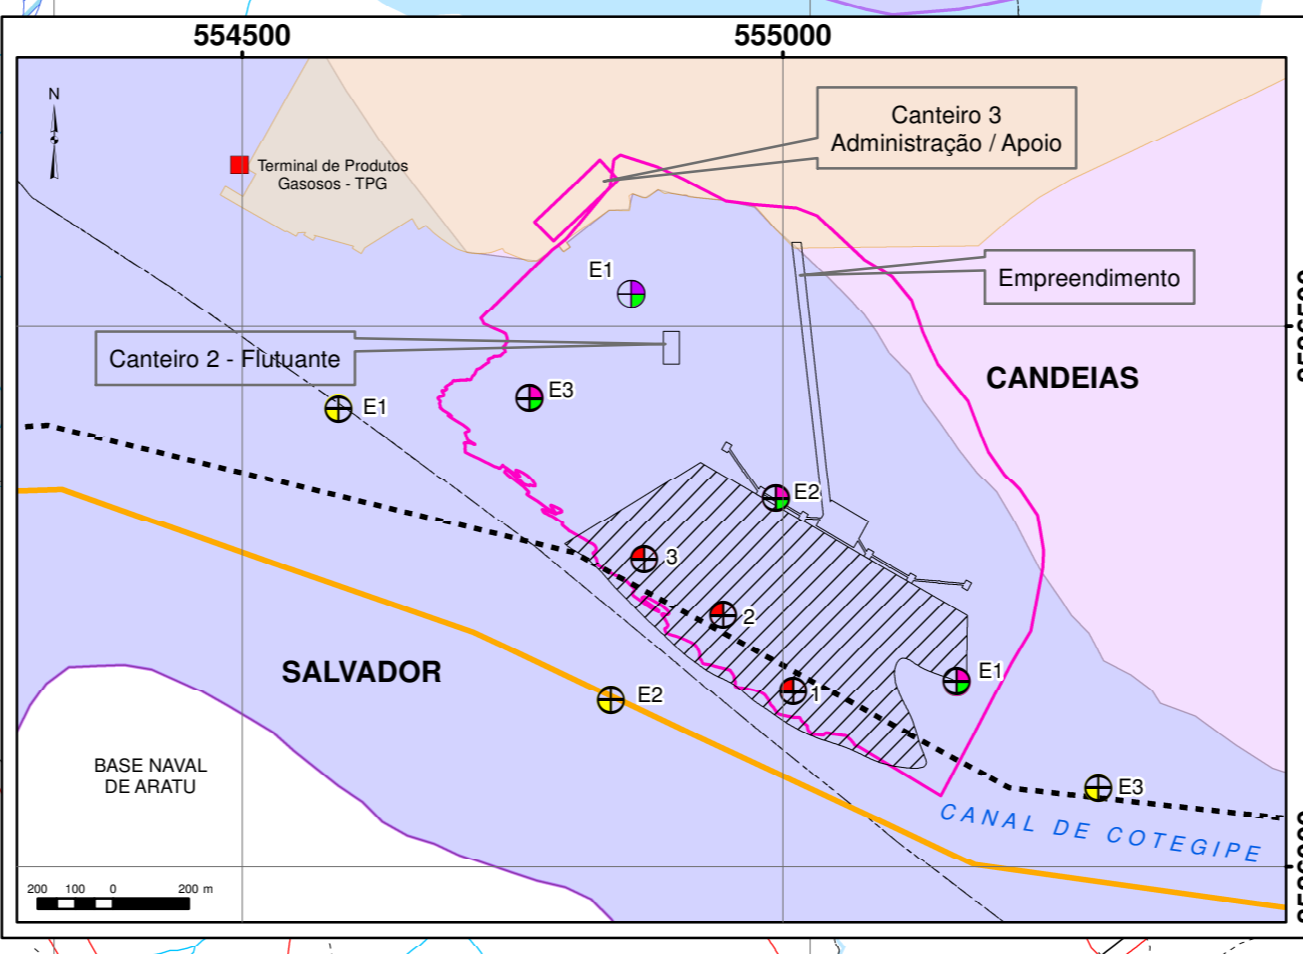 554500
555000
N
Canteiro 3
Administração / Apoio
Terminal de Produtos
Gasosos - TPG
E1
Empreendimento
Canteiro 2 - Flutuante
CANDEIAS
E3
E1
E2
3
2
SALVADOR
E1
E2
1
BASE NAVAL
DE ARATU
E3
CANAL DE COTEGIPE
200 100 0 200 m